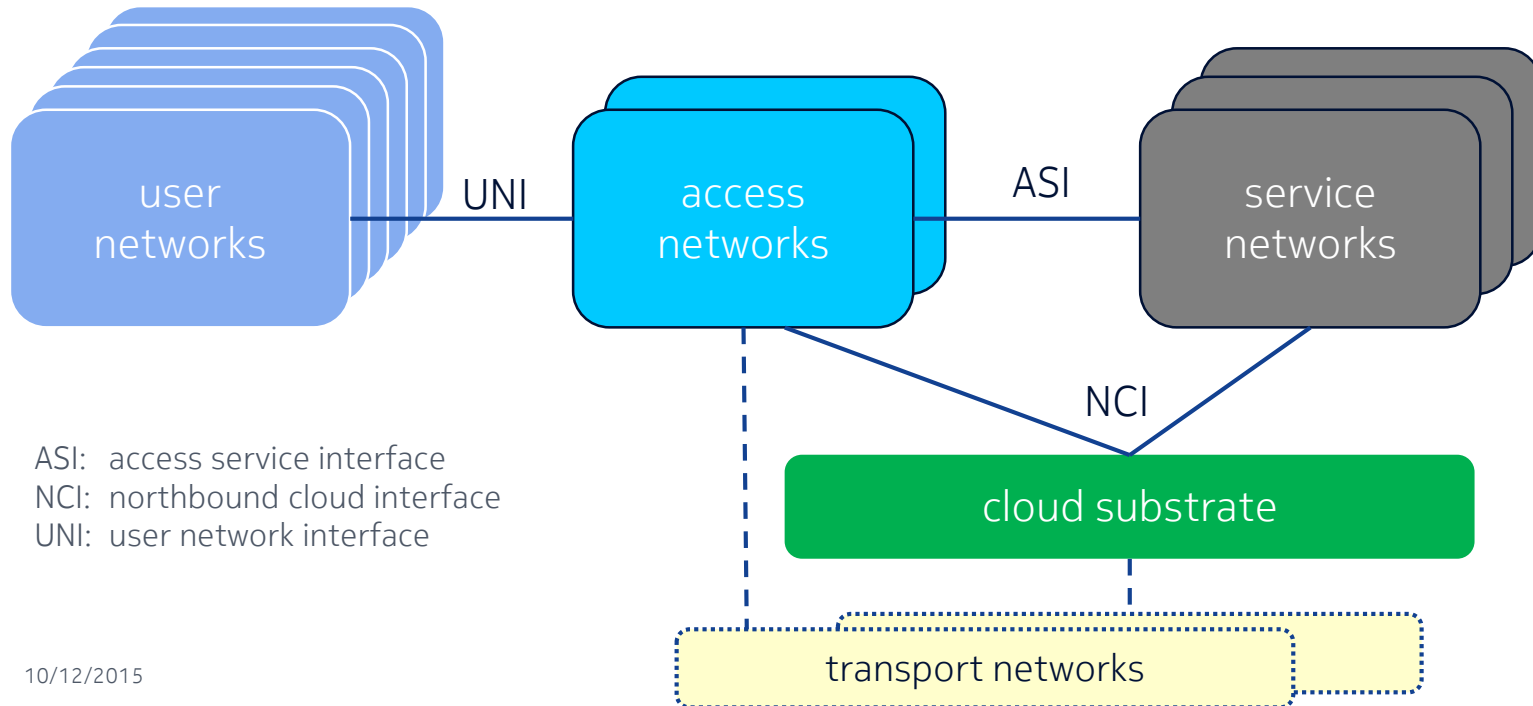 user
networks
UNI
access
networks
ASI
service
networks
NCI
ASI: access service interface
NCI: northbound cloud interface
UNI: user network interface
cloud substrate
transport networks
10/12/2015